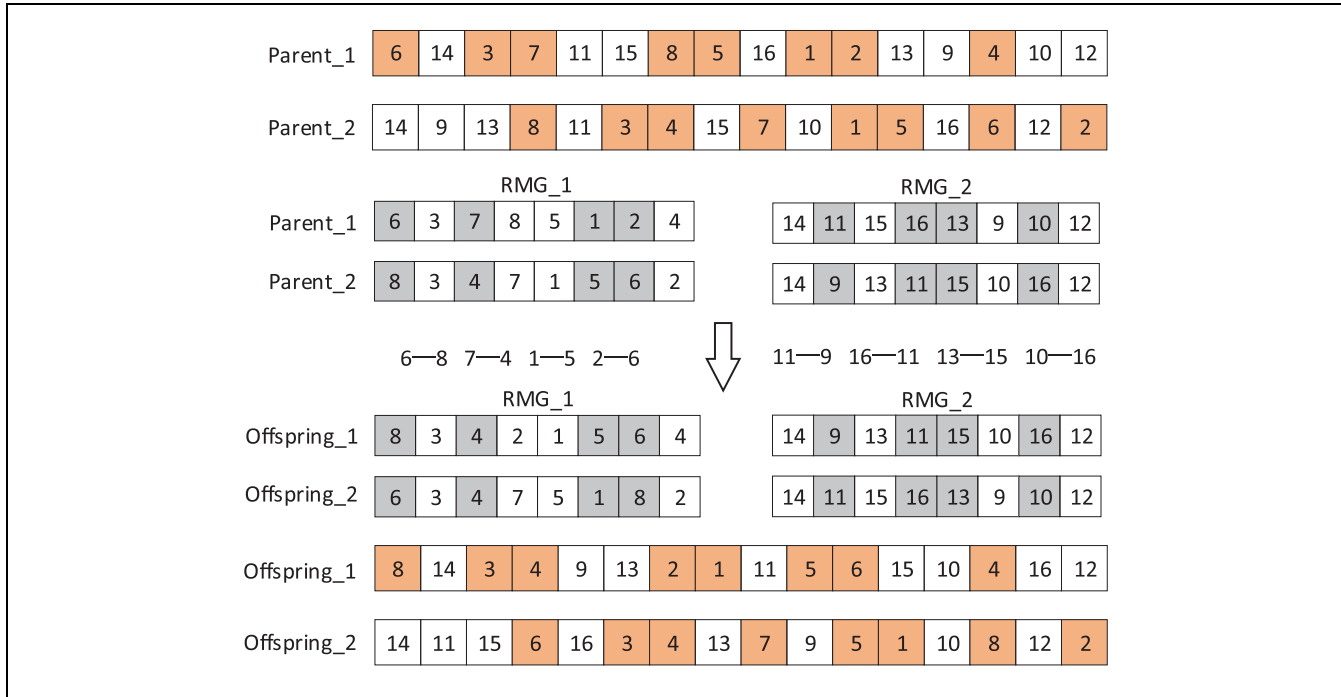 Parent_1 6 14 3 7 11 15 8 5 16 1 2 13 9 4 10 12
Parent_2 14 9 13 8 11 3 4 15 7 10 1 5 16 6 12 2
RMG_1 RMG_2
Parent_1 6 3 7 8 5 1 2 4 14 11 15 16 13 9 10 12
Parent_2 8 3 4 7 1 5 6 2 14 9 13 11 15 10 16 12
6—8 7—4 1—5 2—6 11—9 16—11 13—15 10—16
RMG_1 RMG_2
Offspring_1 8 3 4 2 1 5 6 4 14 9 13 11 15 10 16 12
Offspring_2 6 3 4 7 5 1 8 2 14 11 15 16 13 9 10 12
Offspring_1 8 14 3 4 9 13 2 1 11 5 6 15 10 4 16 12
Offspring_2 14 11 15 6 16 3 4 13 7 9 5 1 10 8 12 2